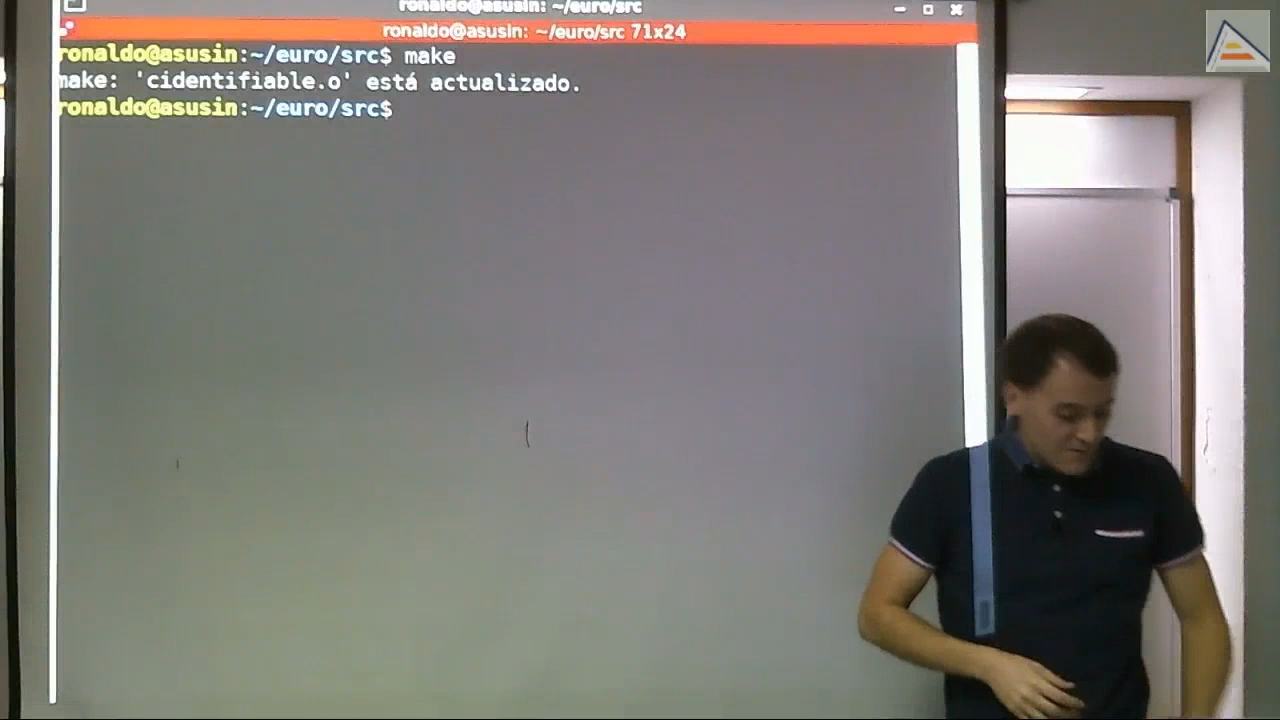 ronaldo@asusin: ~/euro/src
ronaldo@asusin: ~/euro/src 71x24
ronaldo@asusin:~/euro/src$ make
make: 'cidentifiable.o' está actualizado.
ronaldo@asusin:~/euro/src$